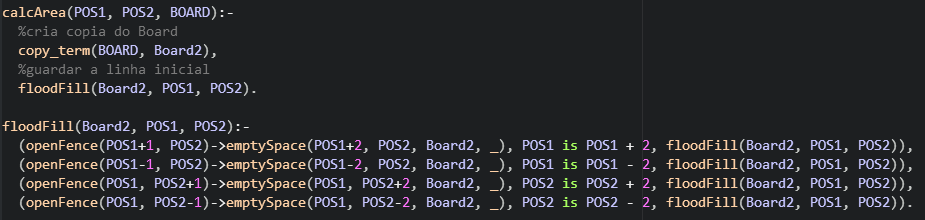 calcArea(POS1, POS2, BOARD):-
%cria copia do Board
copy_term(BOARD, Board2),
%guardar a linha inicial
floodFill(Board2, POS1, POS2).
floodFill(Board2, POS1, POS2):-
(openFence(POS1+1, POS2)->emptySpace(POS1+2, POS2, Board2, _), POS1 is POS1 + 2, floodFill(Board2, POS1, POS2)),
(openFence(POS1-1, POS2)->emptySpace(POS1-2, POS2, Board2, _), POS1 is POS1 - 2, floodFill(Board2, POS1, POS2)),
(openFence(POS1, POS2+1)->emptySpace(POS1, POS2+2, Board2, _), POS2 is POS2 + 2, floodFill(Board2, POS1, POS2)),
(openFence(POS1, POS2-1)->emptySpace(POS1, POS2-2, Board2, _), POS2 is POS2 - 2, floodFill(Board2, POS1, POS2)).